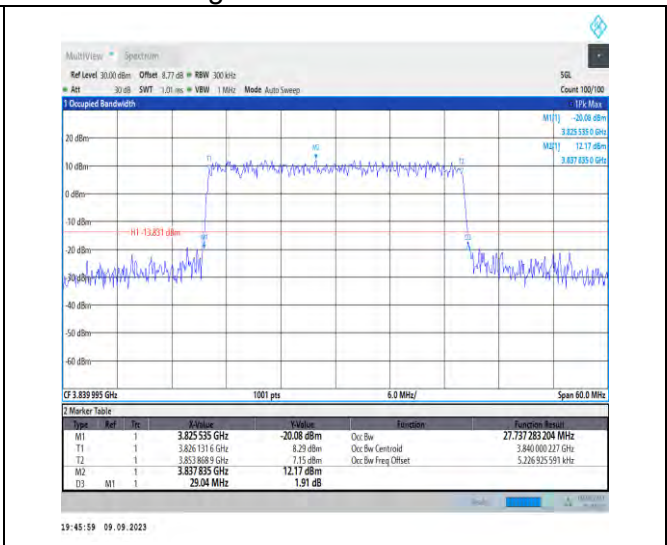 MultiView Spectrum
Ref Level 30.00 dBm Offset 8.77 dB RBW 300 kHz SGL
Att 30 dB SWT 1.01 ms VBW 1 MHz Mode Auto Sweep Count 100/100
1 Occupied Bandwidth 1Pk Max
M1[1] -20.08 dBm
3.825 535 0 GHz
M2[1] 12.17 dBm
3.837 835 0 GHz
20 dBm
M2
T1
T2
10 dBm
0 dBm
-10 dBm
H1 -13.831 dBm
M1
D3
-20 dBm
-30 dBm
-40 dBm
-50 dBm
-60 dBm
CF 3.839 995 GHz 1001 pts 6.0 MHz/ Span 60.0 MHz
2 Marker Table
Type Ref Trc X-Value Y-Value Function Function Result
M1 1 3.825 535 GHz -20.08 dBm Occ Bw 27.737 283 204 MHz
T1 1 3.826 131 6 GHz 8.29 dBm Occ Bw Centroid 3.840 000 227 GHz
T2 1 3.853 868 9 GHz 7.15 dBm Occ Bw Freq Offset 5.226 925 591 kHz
M2 1 3.837 835 GHz 12.17 dBm
D3 M1 1 29.04 MHz 1.91 dB
19:45:59 09.09.2023